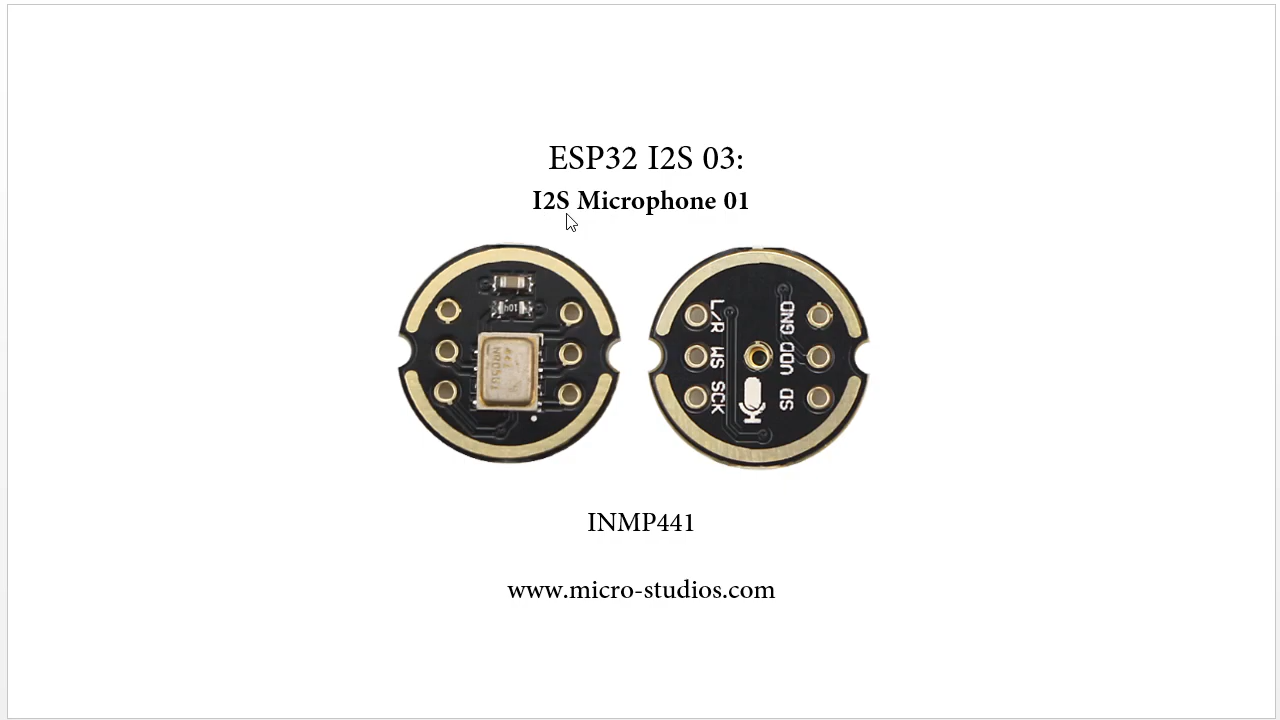 ESP32 I2S 03:
I2S Microphone 01
L/R
WS
SCK
GND
VDD
SD
INMP441
www.micro-studios.com